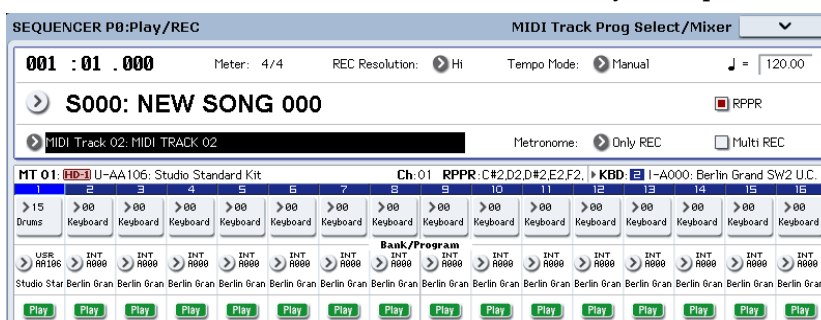 SEQUENCER P0:Play/REC MIDI Track Prog Select/Mixer
001 : 01 . 000 Meter: 4/4 REC Resolution: Hi Tempo Mode: Manual ♩ = 120.00
S000: NEW SONG 000 RPPR
MIDI Track 02: MIDI TRACK 02 Metronome: Only REC Multi REC
MT 01: HD-1 U-AA106: Studio Standard Kit Ch:01 RPPR:C#2,D2,D#2,E2,F2, KBD: 2 I-A000: Berlin Grand SW2 U.C.
1 2 3 4 5 6 7 8 9 10 11 12 13 14 15 16
>15 >00 >00 >00 >00 >00 >00 >00 >00 >00 >00 >00 >00 >00 >00 >00
Drums Keyboard Keyboard Keyboard Keyboard Keyboard Keyboard Keyboard Keyboard Keyboard Keyboard Keyboard Keyboard Keyboard Keyboard Keyboard
Bank/Program
USR INT INT INT INT INT INT INT INT INT INT INT INT INT INT INT
AA106 A000 A000 A000 A000 A000 A000 A000 A000 A000 A000 A000 A000 A000 A000 A000
Studio Star Berlin Gran Berlin Gran Berlin Gran Berlin Gran Berlin Gran Berlin Gran Berlin Gran Berlin Gran Berlin Gran Berlin Gran Berlin Gran Berlin Gran Berlin Gran Berlin Gran Berlin Gran
Play Play Play Play Play Play Play Play Play Play Play Play Play Play Play Play